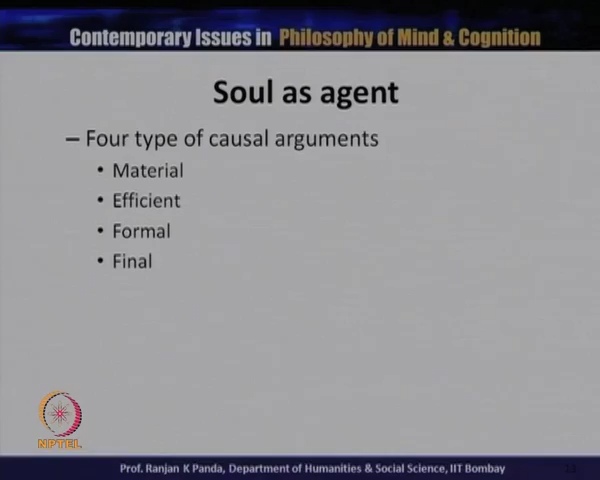 Contemporary Issues in Philosophy of Mind & Cognition
Soul as agent
– Four type of causal arguments
• Material
• Efficient
• Formal
• Final
NPTEL
Prof. Ranjan K Panda, Department of Humanities & Social Science, IIT Bombay